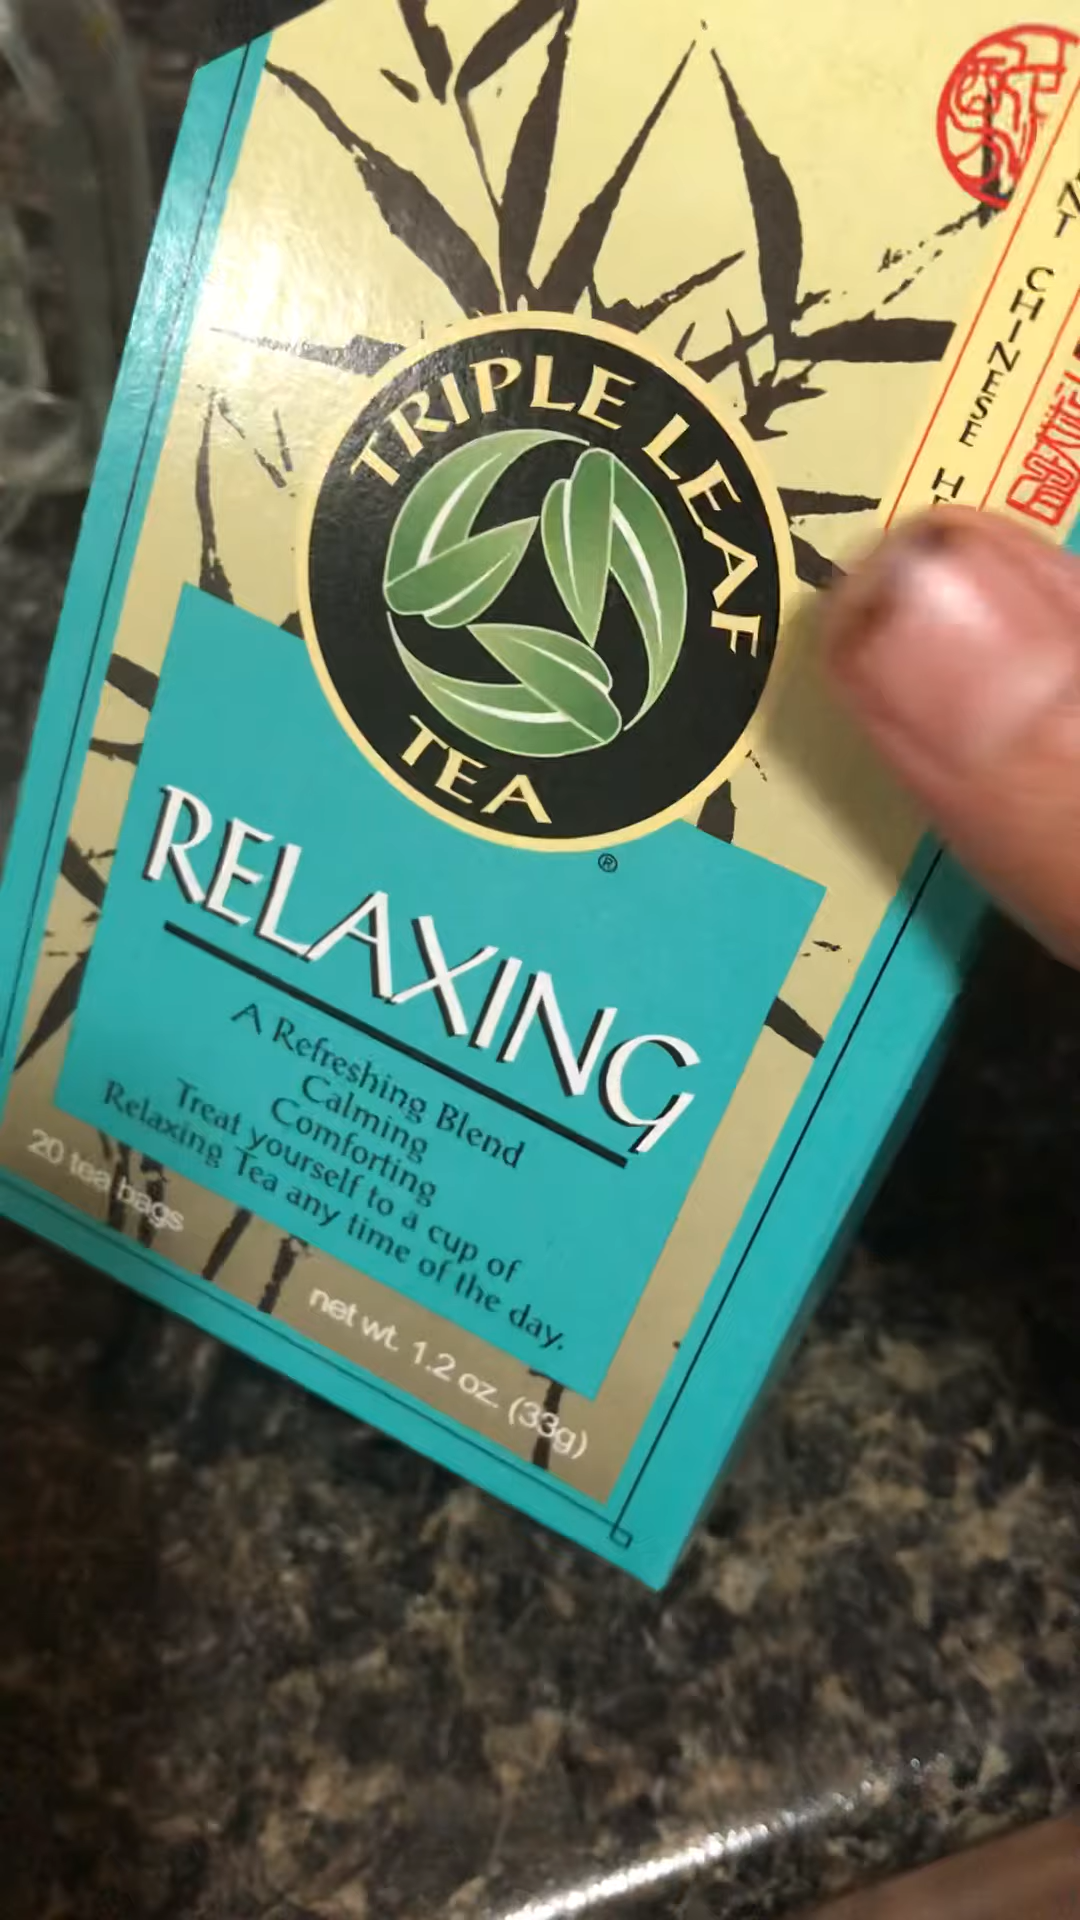 TRIPLE LEAF
TEA
®
CHINESE
RELAXING
A Refreshing Blend
Calming
Comforting
Treat yourself to a cup of
Relaxing Tea any time of the day.
20 tea bags
net wt. 1.2 oz. (33g)